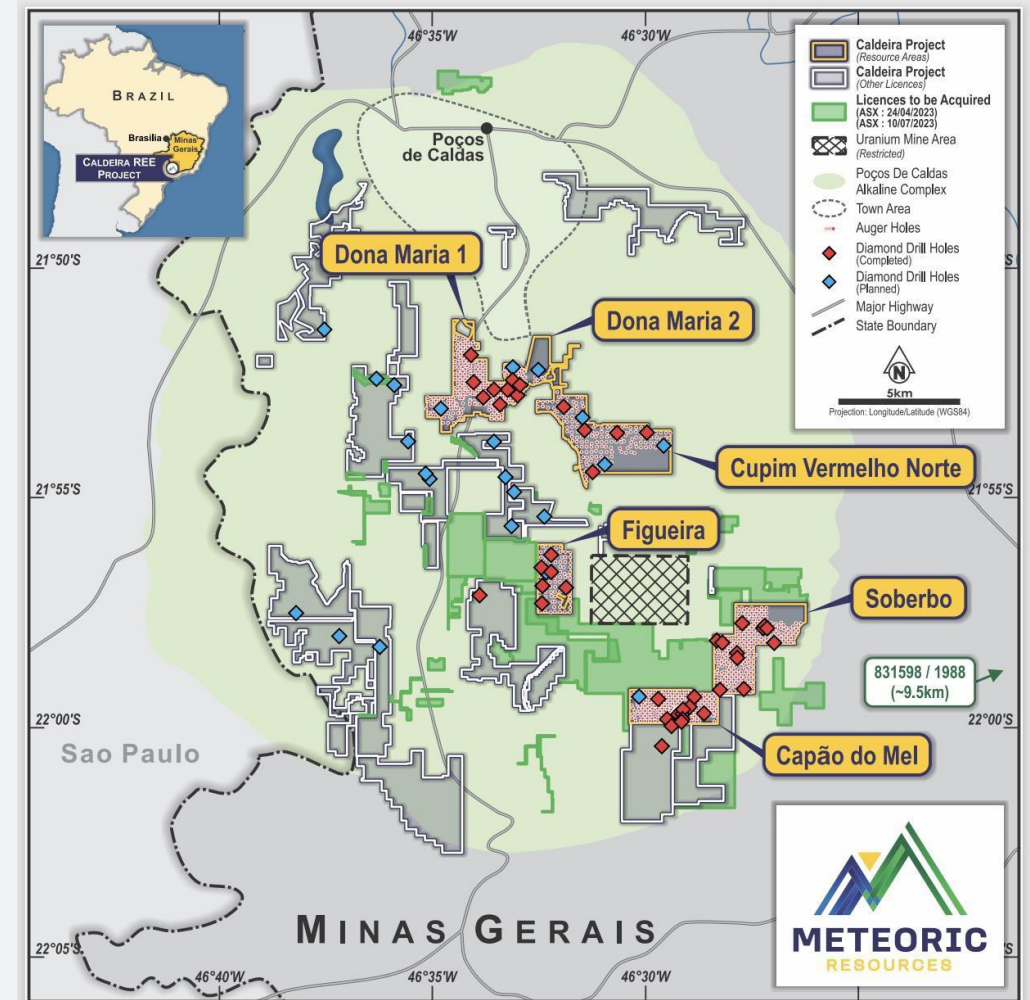 BRAZIL
Brasilia
Minas
Gerais
CALDEIRA REE
PROJECT
46°35'W
46°30'W
Caldeira Project
(Resource Areas)
Caldeira Project
(Other Licences)
Licences to be Acquired
(ASX : 24/04/2023)
(ASX : 10/07/2023)
Uranium Mine Area
(Restricted)
Poços De Caldas
Alkaline Complex
Town Area
Auger Holes
Diamond Drill Holes
(Completed)
Diamond Drill Holes
(Planned)
Major Highway
State Boundary
N
5km
Projection: Longitude/Latitude (WGS84)
Poços
de Caldas
21°50'S
S
Dona Maria 1
Dona Maria 2
Cupim Vermelho Norte
21°55'S
21°55'S
Figueira
Soberbo
831598 / 1988
(~9.5km)
22°00'S
22°00'S
Sao Paulo
Capão do Mel
METEORIC
RESOURCES
MINAS GERAIS
22°05'S
22°05'S
46°40'W
46°35'W
46°30'W